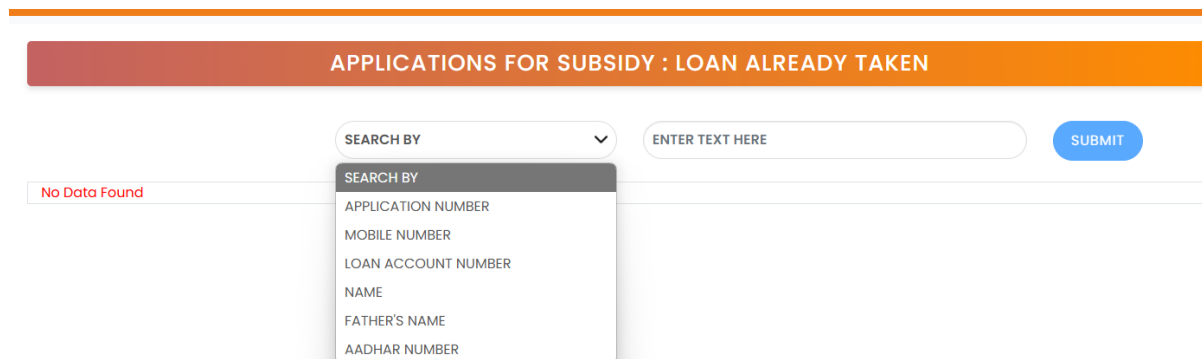 APPLICATIONS FOR SUBSIDY : LOAN ALREADY TAKEN
SEARCH BY
ENTER TEXT HERE
SUBMIT
SEARCH BY
No Data Found
APPLICATION NUMBER
MOBILE NUMBER
LOAN ACCOUNT NUMBER
NAME
FATHER'S NAME
AADHAR NUMBER